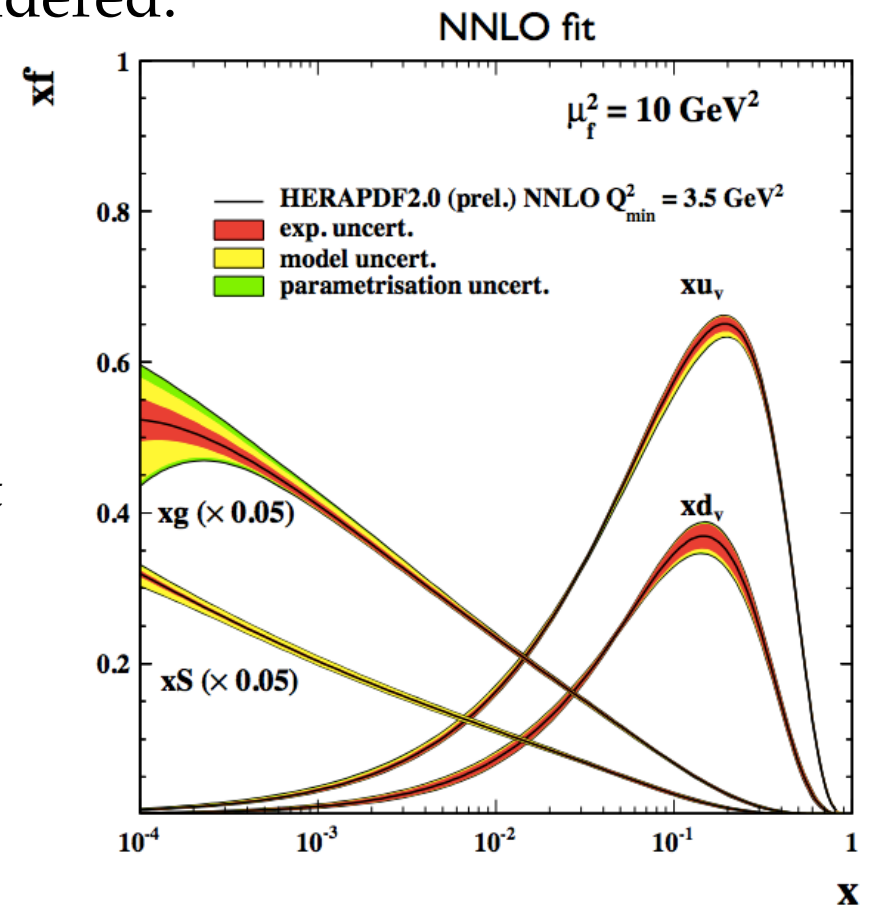 dered:
NNLO fit
xf
1
μ_f^2 = 10 GeV^2
HERAPDF2.0 (prel.) NNLO Q^2_min = 3.5 GeV^2
0.8
exp. uncert.
model uncert.
parametrisation uncert.
xu_v
0.6
xd_v
0.4
xg (× 0.05)
0.2
xS (× 0.05)
10^-4
10^-3
10^-2
10^-1
1
x